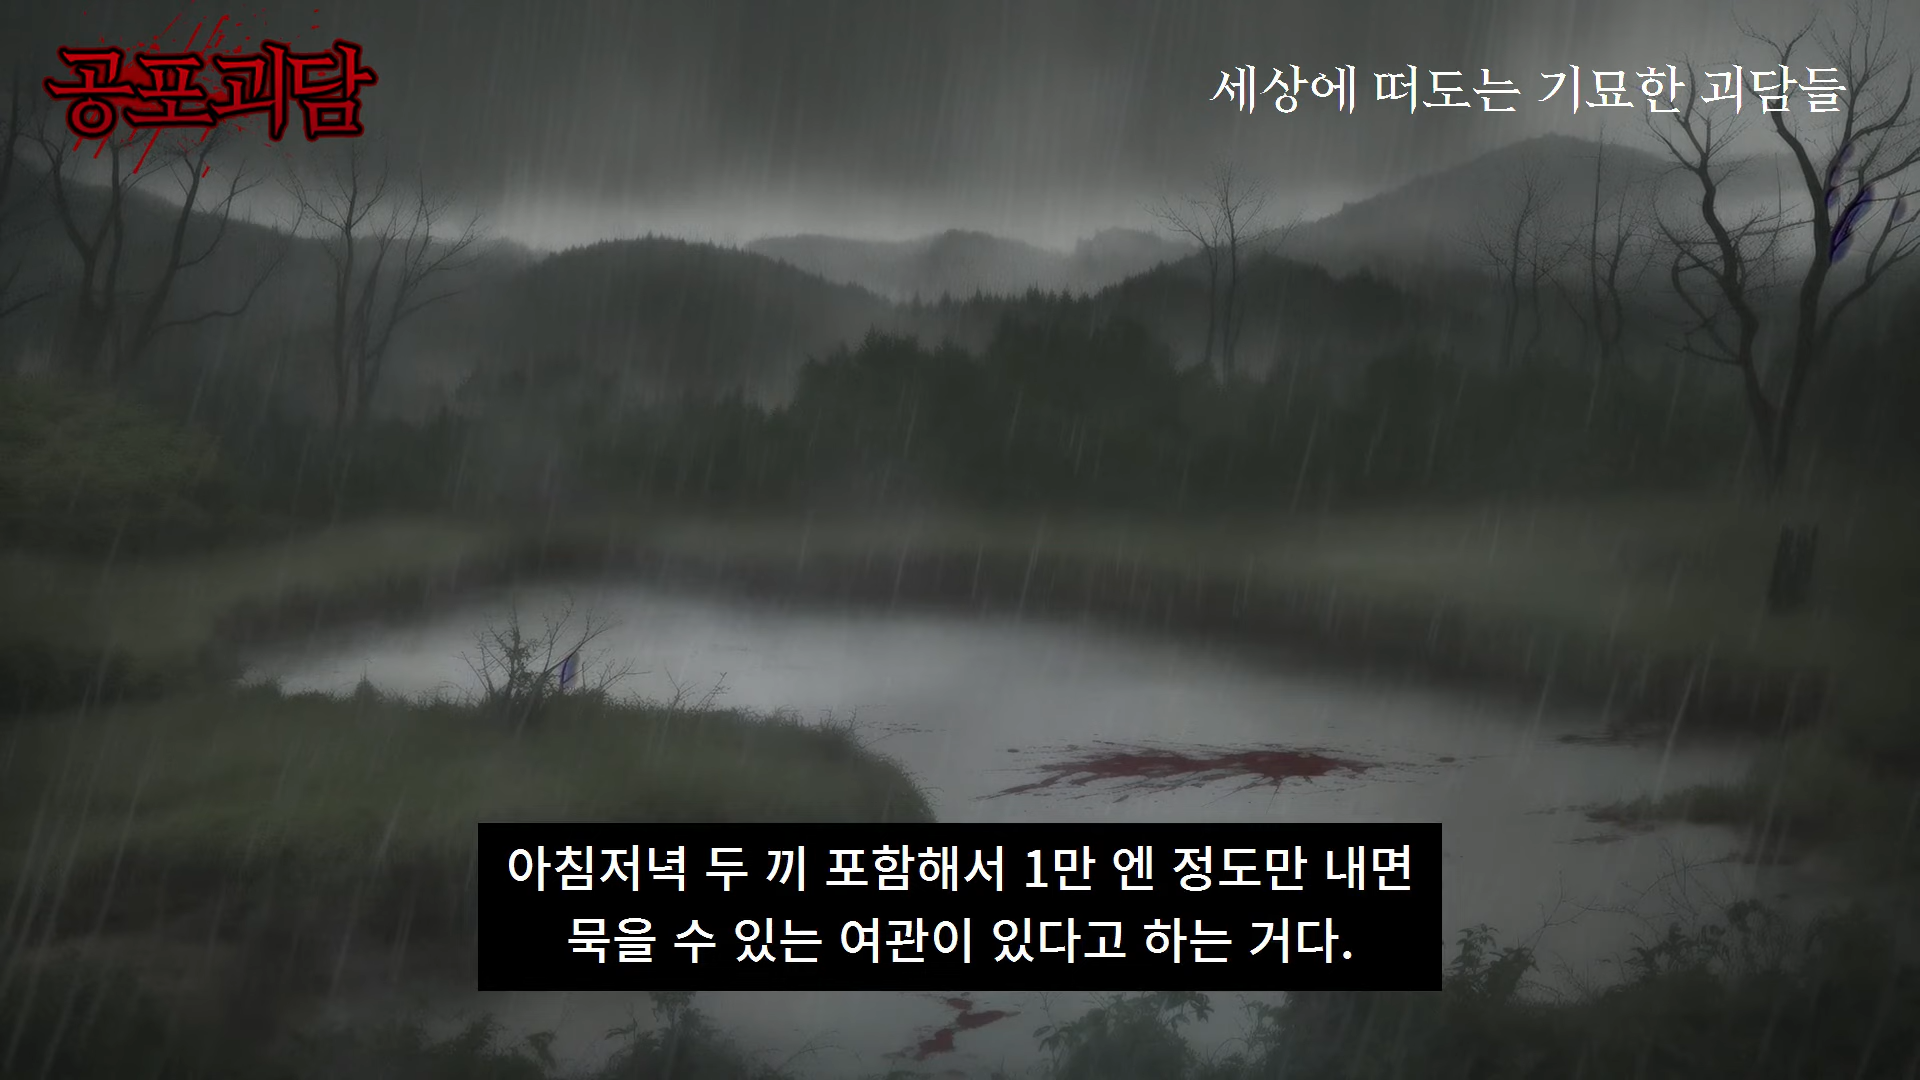 공포괴담
세상에 떠도는 기묘한 괴담들
아침저녁 두 끼 포함해서 1만 엔 정도만 내면
묵을 수 있는 여관이 있다고 하는 거다.